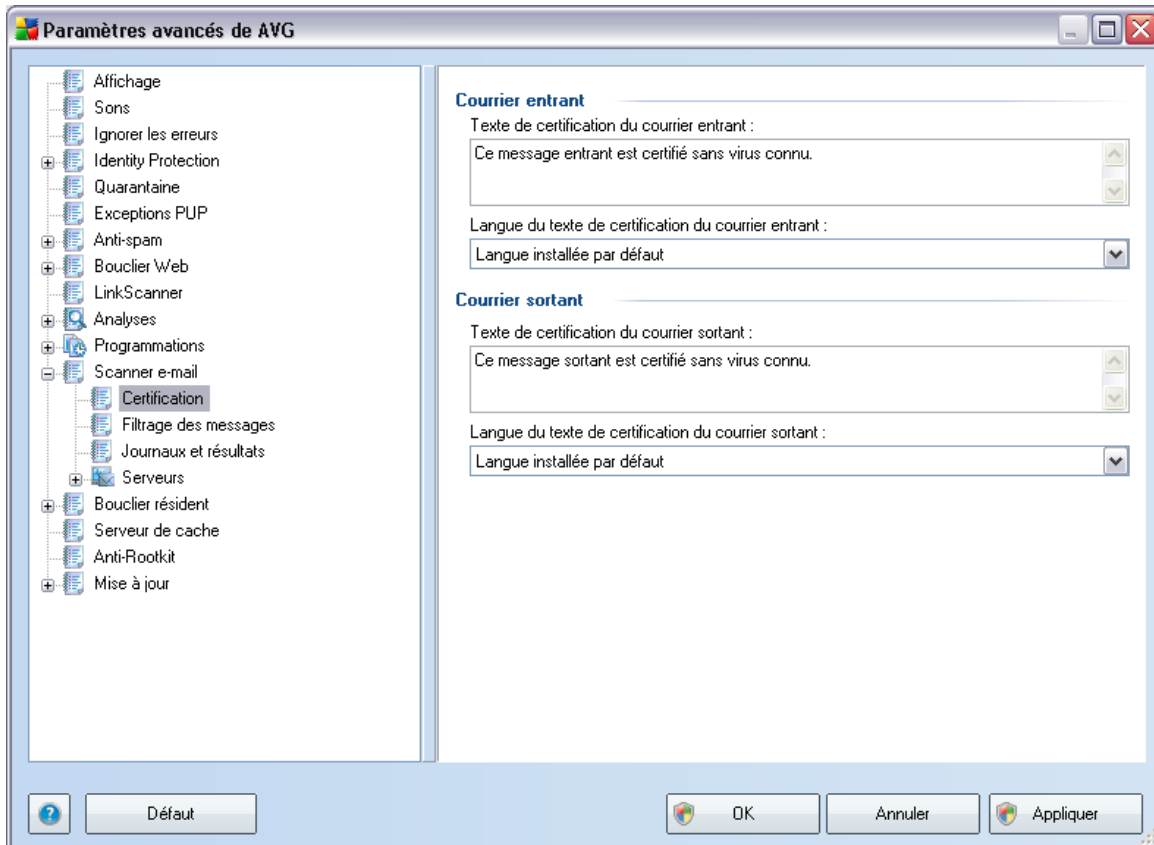 Paramètres avancés de AVG
Affichage
Sons
Ignorer les erreurs
Identity Protection
Quarantaine
Exceptions PUP
Anti-spam
Bouclier Web
LinkScanner
Analyses
Programmations
Scanner e-mail
Certification
Filtrage des messages
Journaux et résultats
Serveurs
Bouclier résident
Serveur de cache
Anti-Rootkit
Mise à jour
Courrier entrant
Texte de certification du courrier entrant :
Ce message entrant est certifié sans virus connu.
Langue du texte de certification du courrier entrant :
Langue installée par défaut
Courrier sortant
Texte de certification du courrier sortant :
Ce message sortant est certifié sans virus connu.
Langue du texte de certification du courrier sortant :
Langue installée par défaut
Défaut
OK
Annuler
Appliquer